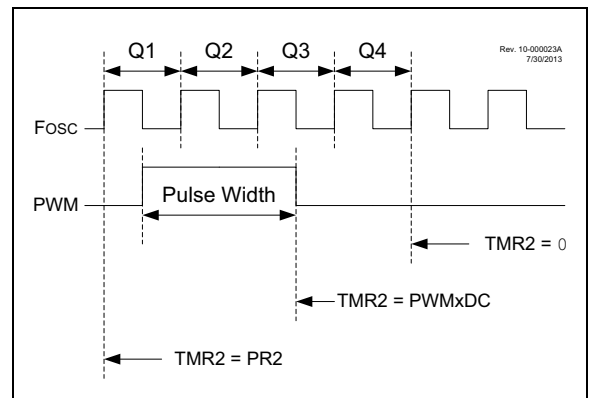 Rev. 10-000023A
7/30/2013
Q1 Q2 Q3 Q4
FOSC
PWM
Pulse Width
TMR2 = 0
TMR2 = PWMxDC
TMR2 = PR2